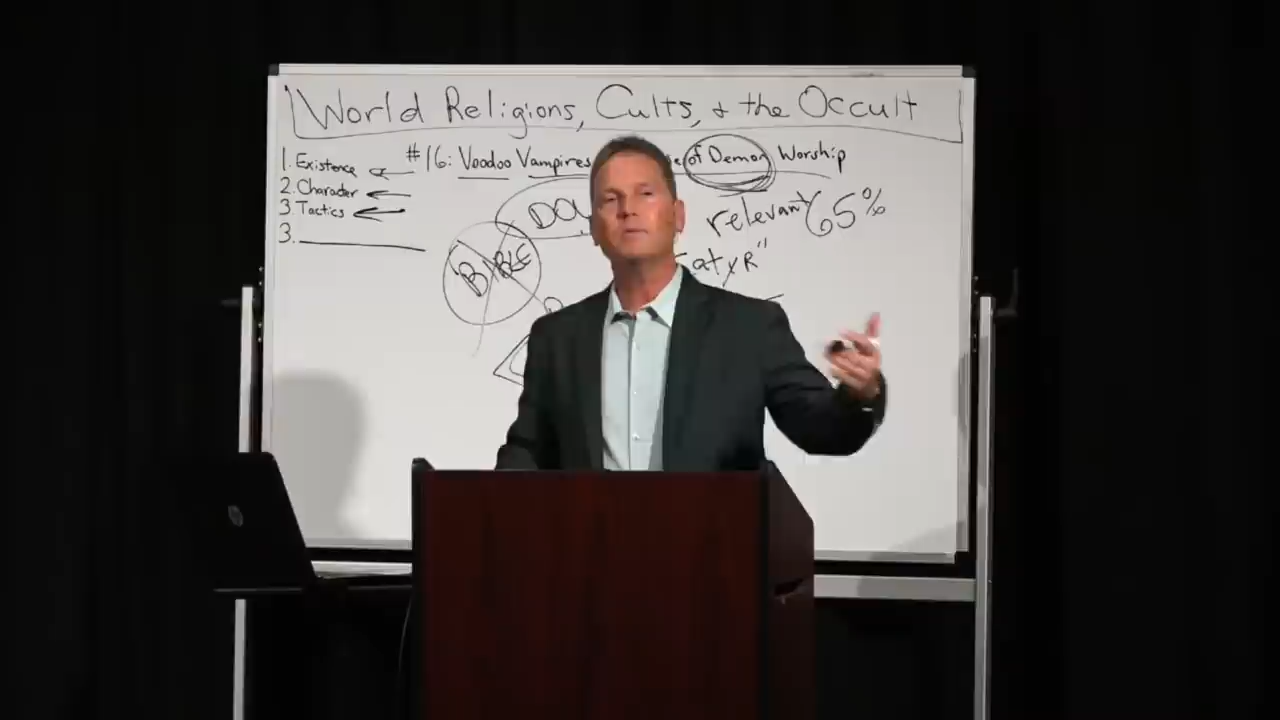 World Religions, Cults, & the Occult
1. Existence
#16: Voodoo Vampires of Demon Worship
2. Character
3. Tactics
3.
relevant 65%
BIBLE